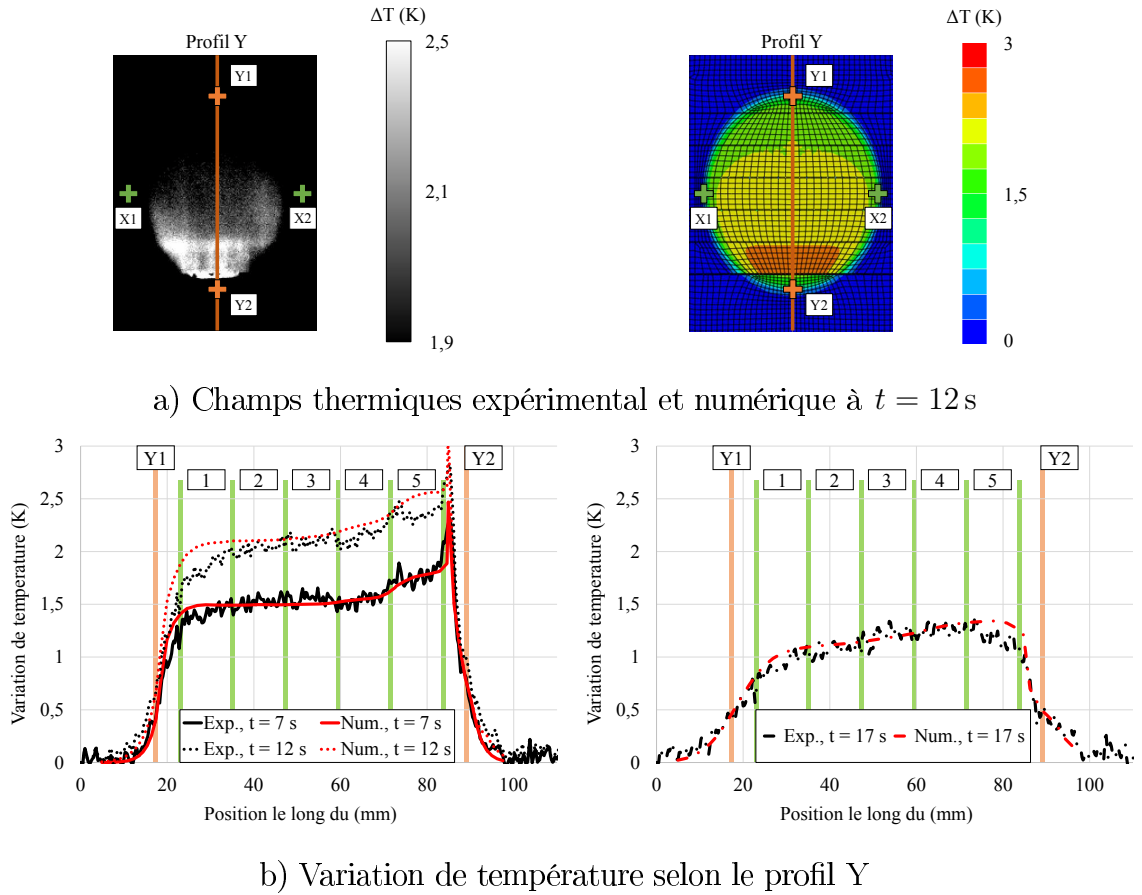 ΔT (K)
ΔT (K)
Profil Y
Profil Y
2,5
3
Y1
Y1
2,1
1,5
X1
X2
X1
X2
Y2
Y2
1,9
0
a) Champs thermiques expérimental et numérique à t = 12 s
Variation de température (K)
3
2,5
2
1,5
1
0,5
0
Y1
1
2
3
4
5
Y2
Exp., t = 7 s
Num., t = 7 s
Exp., t = 12 s
Num., t = 12 s
0
20
40
60
80
100
Position le long du (mm)
Variation de température (K)
3
2,5
2
1,5
1
0,5
0
Y1
1
2
3
4
5
Y2
Exp., t = 17 s
Num., t = 17 s
0
20
40
60
80
100
Position le long du (mm)
b) Variation de température selon le profil Y